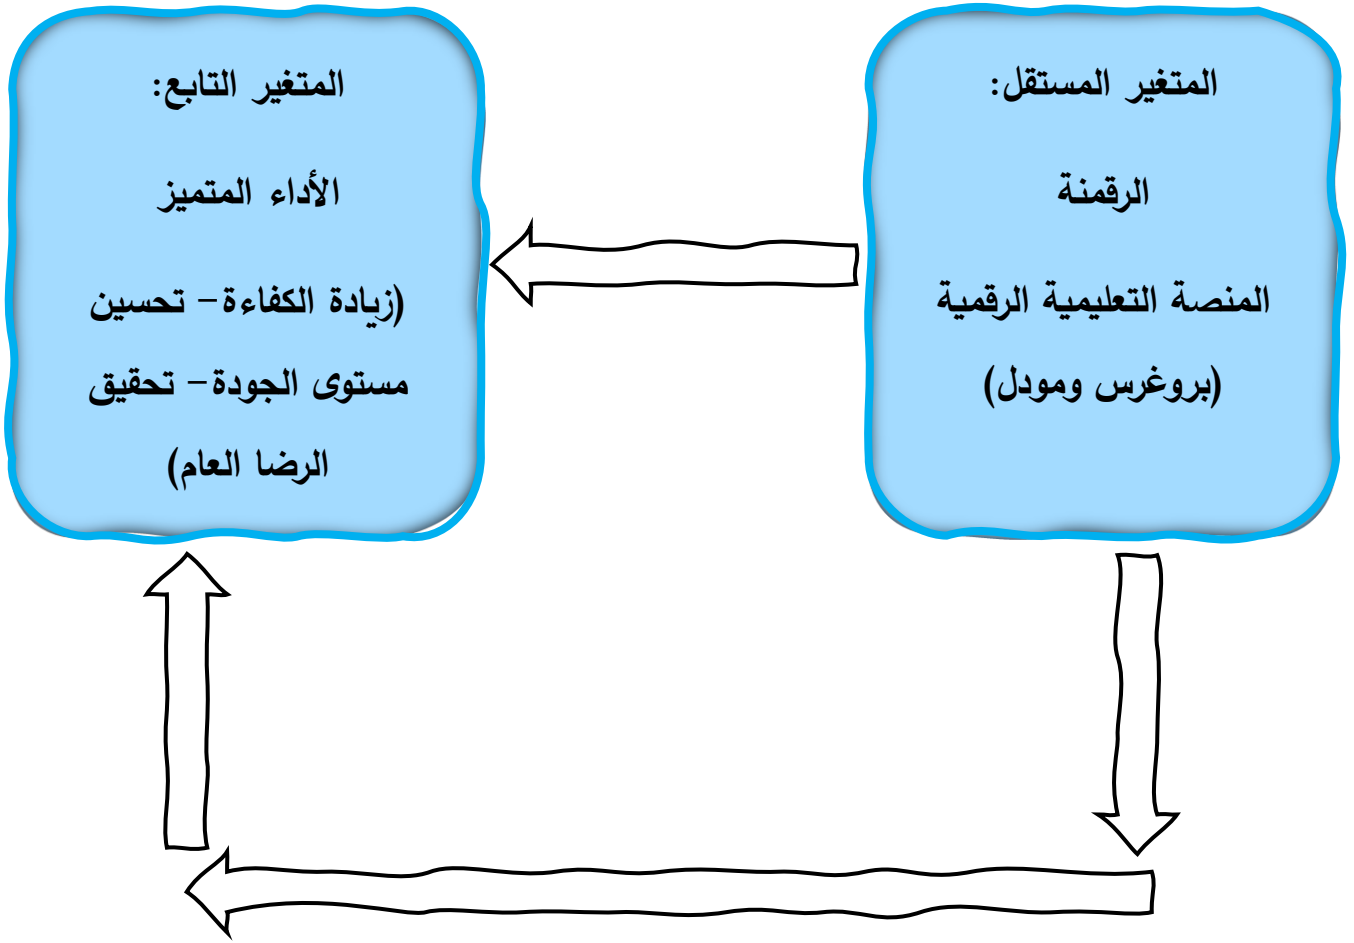 المتغير المستقل:
الرقمنة
المنصة التعليمية الرقمية
(بروغرس ومودل)
المتغير التابع:
الأداء المتميز
(زيادة الكفاءة- تحسين
مستوى الجودة- تحقيق
الرضا العام)